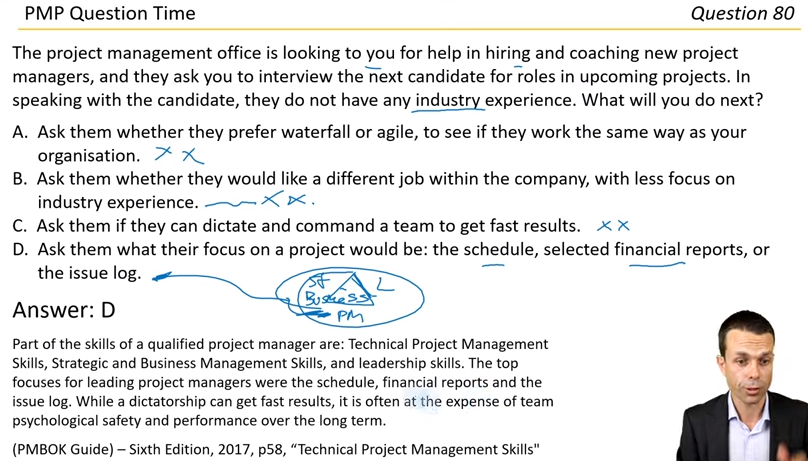 PMP Question Time
Question 80
The project management office is looking to you for help in hiring and coaching new project
managers, and they ask you to interview the next candidate for roles in upcoming projects. In
speaking with the candidate, they do not have any industry experience. What will you do next?
A. Ask them whether they prefer waterfall or agile, to see if they work the same way as your
organisation. X X
B. Ask them whether they would like a different job within the company, with less focus on
industry experience. X X
C. Ask them if they can dictate and command a team to get fast results. X X
D. Ask them what their focus on a project would be: the schedule, selected financial reports, or
the issue log.
St L
Business
PM
Answer: D
Part of the skills of a qualified project manager are: Technical Project Management
Skills, Strategic and Business Management Skills, and leadership skills. The top
focuses for leading project managers were the schedule, financial reports and the
issue log. While a dictatorship can get fast results, it is often at the expense of team
psychological safety and performance over the long term.
(PMBOK Guide) – Sixth Edition, 2017, p58, “Technical Project Management Skills"